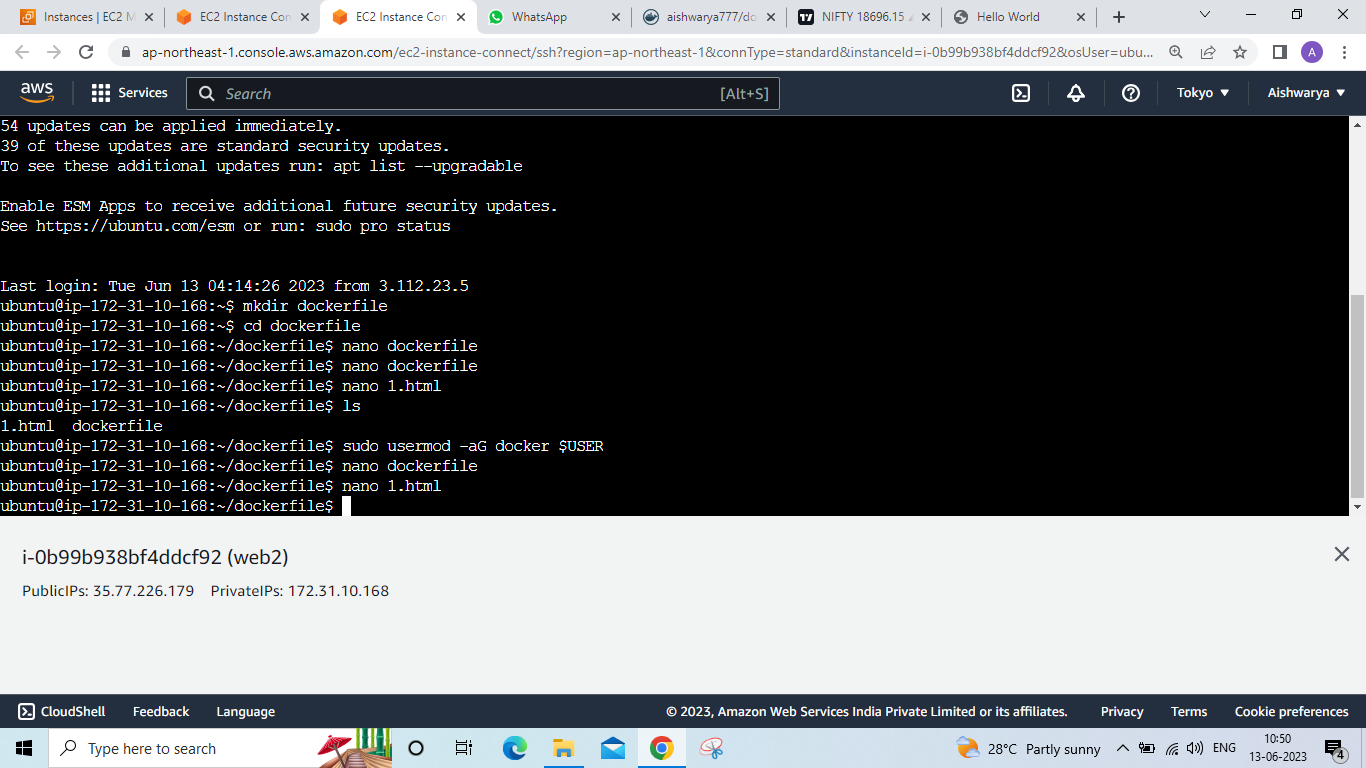 Instances | EC2 M
EC2 Instance Con
EC2 Instance Con
WhatsApp
aishwarya777/do
NIFTY 18696.15
Hello World
ap-northeast-1.console.aws.amazon.com/ec2-instance-connect/ssh?region=ap-northeast-1&connType=standard&instanceId=i-0b99b938bf4ddcf92&osUser=ubu...
A
aws
Services
Search
[Alt+S]
Tokyo
Aishwarya
54 updates can be applied immediately.
39 of these updates are standard security updates.
To see these additional updates run: apt list --upgradable
Enable ESM Apps to receive additional future security updates.
See https://ubuntu.com/esm or run: sudo pro status
Last login: Tue Jun 13 04:14:26 2023 from 3.112.23.5
ubuntu@ip-172-31-10-168:~$ mkdir dockerfile
ubuntu@ip-172-31-10-168:~$ cd dockerfile
ubuntu@ip-172-31-10-168:~/dockerfile$ nano dockerfile
ubuntu@ip-172-31-10-168:~/dockerfile$ nano dockerfile
ubuntu@ip-172-31-10-168:~/dockerfile$ nano 1.html
ubuntu@ip-172-31-10-168:~/dockerfile$ ls
1.html  dockerfile
ubuntu@ip-172-31-10-168:~/dockerfile$ sudo usermod -aG docker $USER
ubuntu@ip-172-31-10-168:~/dockerfile$ nano dockerfile
ubuntu@ip-172-31-10-168:~/dockerfile$ nano 1.html
ubuntu@ip-172-31-10-168:~/dockerfile$
i-0b99b938bf4ddcf92 (web2)
PublicIPs: 35.77.226.179 PrivateIPs: 172.31.10.168
CloudShell Feedback Language © 2023, Amazon Web Services India Private Limited or its affiliates. Privacy Terms Cookie preferences
Type here to search
28°C Partly sunny
ENG
10:50
13-06-2023
4